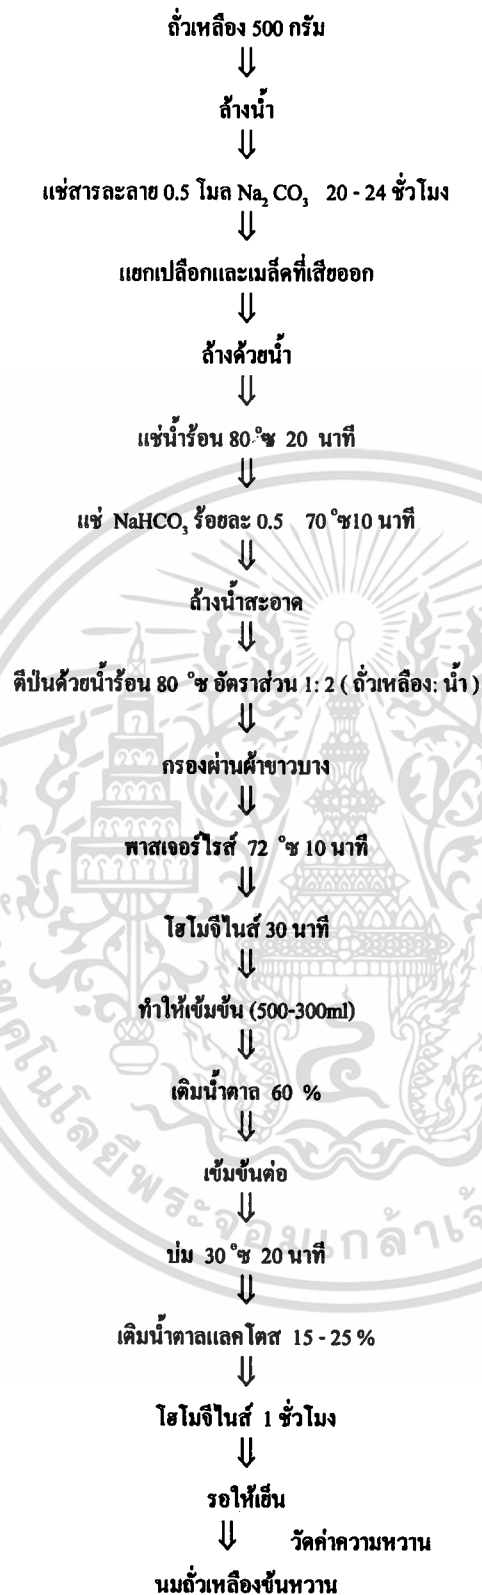 ถั่วเหลือง 500 กรัม
⇓
ล้างน้ำ
⇓
แช่สารละลาย 0.5 โมล Na₂ CO₃ 20 - 24 ชั่วโมง
⇓
แยกเปลือกและเมล็ดที่เสียออก
⇓
ล้างด้วยน้ำ
⇓
แช่น้ำร้อน 80 °ซ 20 นาที
⇓
แช่ NaHCO₃ ร้อยละ 0.5 70 °ซ10 นาที
⇓
ล้างน้ำสะอาด
⇓
ตีปั่นด้วยน้ำร้อน 80 °ซ อัตราส่วน 1: 2 ( ถั่วเหลือง: น้ำ )
⇓
กรองผ่านผ้าขาวบาง
⇓
พาสเจอร์ไรส์ 72 °ซ 10 นาที
⇓
โฮโมจีไนส์ 30 นาที
⇓
ทำให้เข้มข้น (500-300ml)
⇓
เติมน้ำตาล 60 %
⇓
เข้มข้นต่อ
⇓
บ่ม 30 °ซ 20 นาที
⇓
เติมน้ำตาลแลคโตส 15 - 25 %
⇓
โฮโมจีไนส์ 1 ชั่วโมง
⇓
รอให้เย็น
⇓ วัดค่าความหวาน
นมถั่วเหลืองข้นหวาน